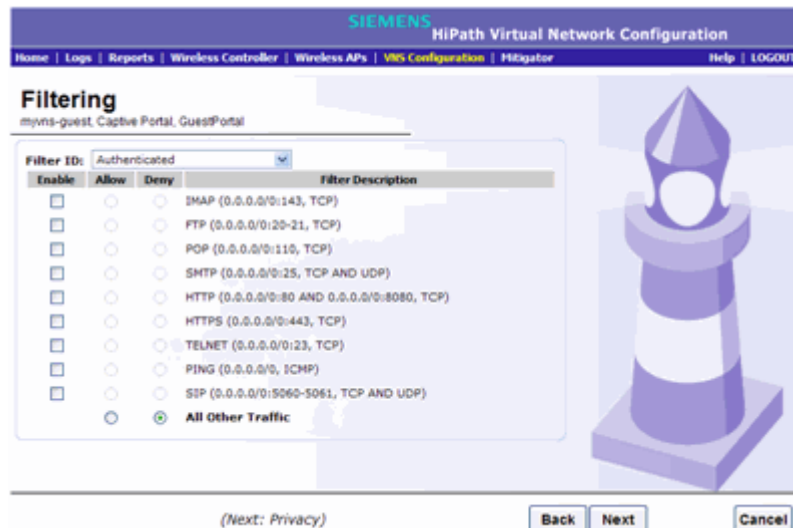 SIEMENS
HiPath Virtual Network Configuration
Home | Logs | Reports | Wireless Controller | Wireless APs | VNS Configuration | Mitigator Help | LOGOUT
Filtering
myvns-guest, Captive Portal, GuestPortal
Filter ID: Authenticated
Enable Allow Deny Filter Description
IMAP (0.0.0.0/0:143, TCP)
FTP (0.0.0.0/0:20-21, TCP)
POP (0.0.0.0/0:110, TCP)
SMTP (0.0.0.0/0:25, TCP AND UDP)
HTTP (0.0.0.0/0:80 AND 0.0.0.0/0:8080, TCP)
HTTPS (0.0.0.0/0:443, TCP)
TELNET (0.0.0.0/0:23, TCP)
PING (0.0.0.0/0, ICMP)
SIP (0.0.0.0/0:5060-5061, TCP AND UDP)
All Other Traffic
(Next: Privacy) Back Next Cancel